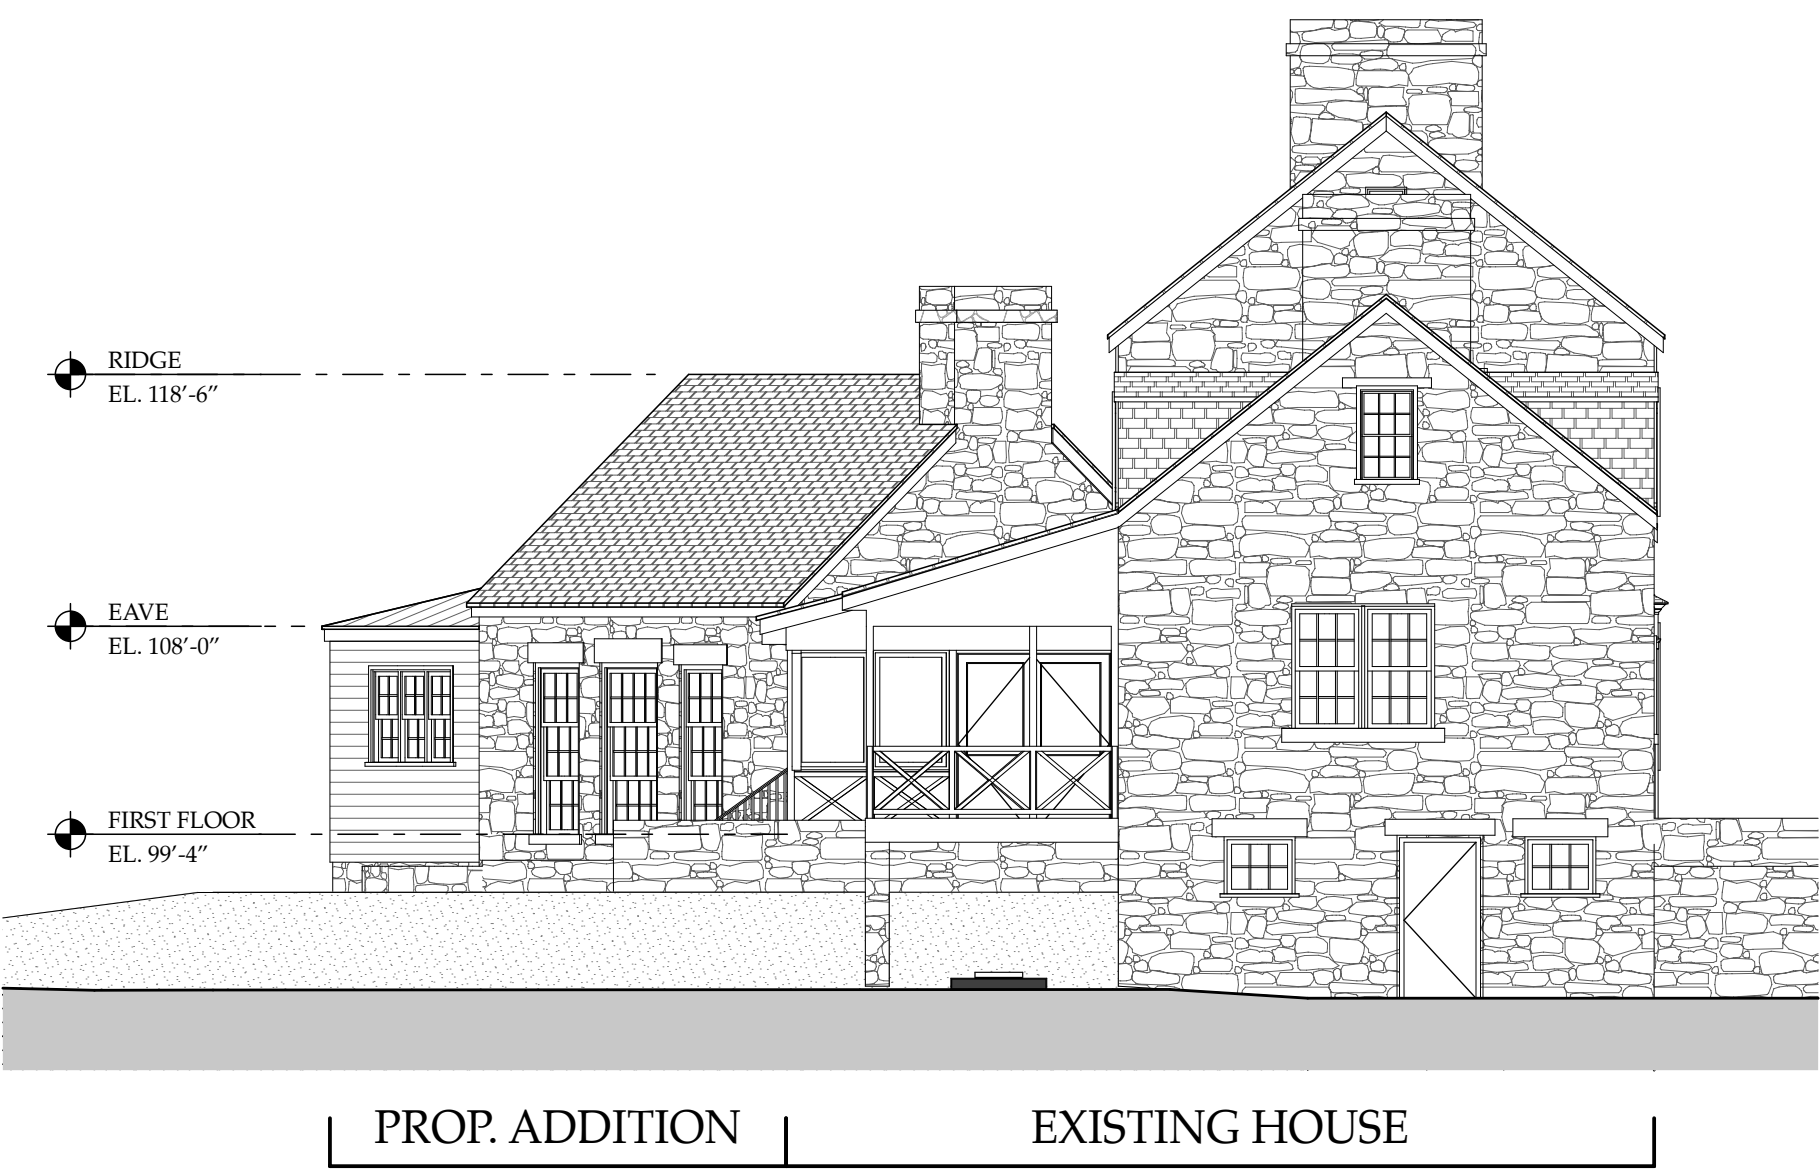 RIDGE
EL. 118'-6"
EAVE
EL. 108'-0"
FIRST FLOOR
EL. 99'-4"
PROP. ADDITION
EXISTING HOUSE